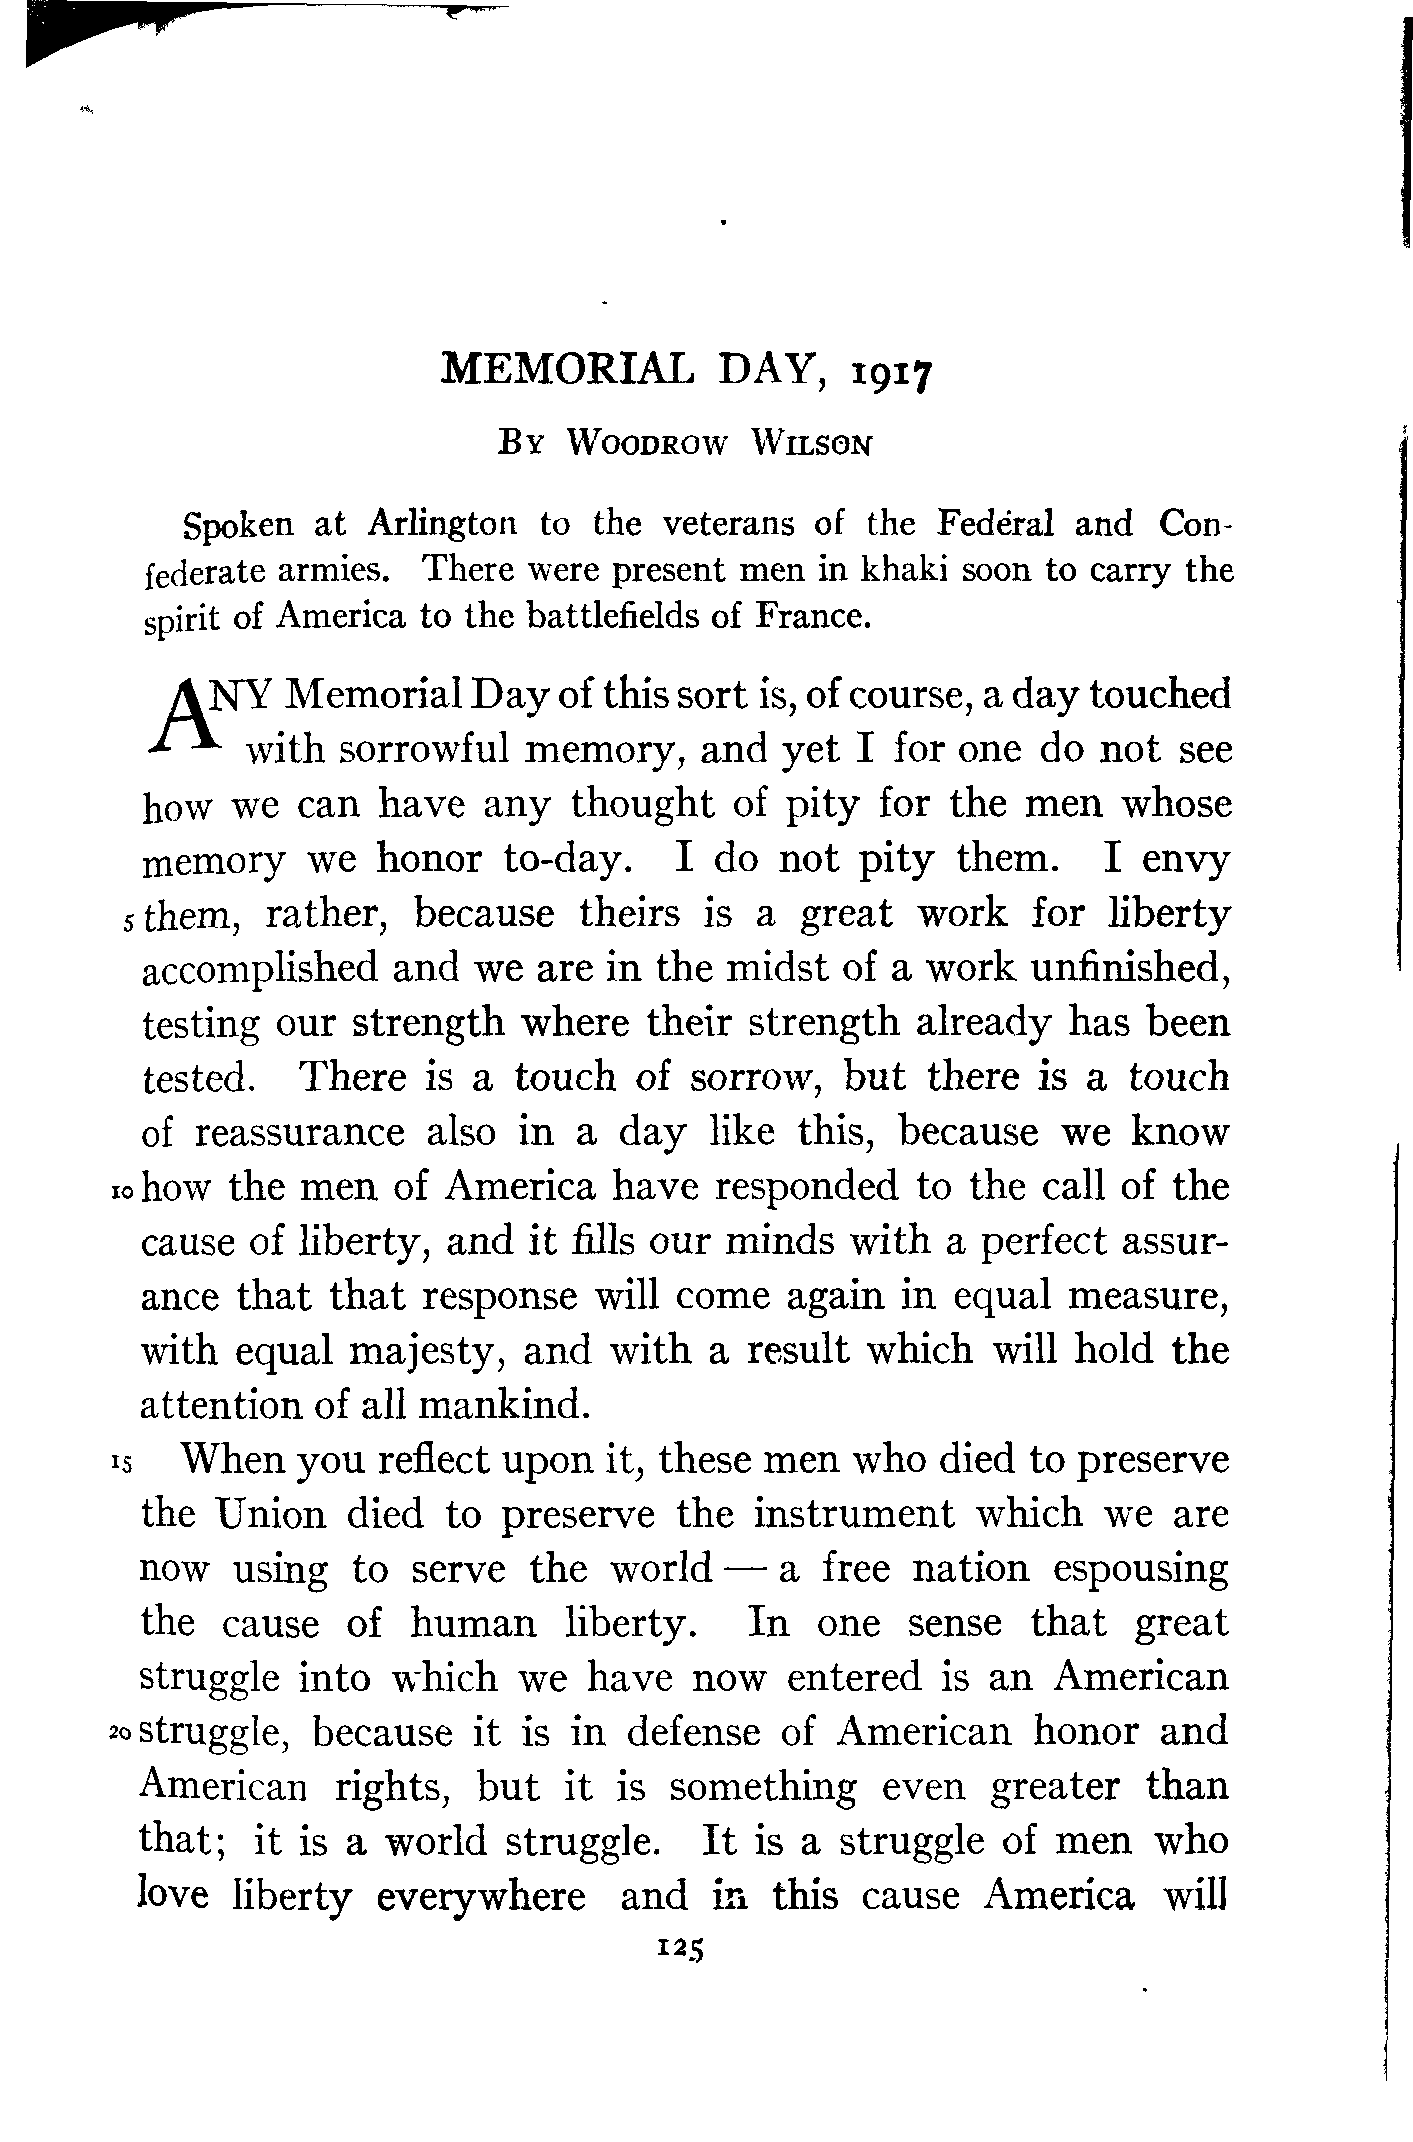 MEMORIAL DAY, 1917
By Woodrow Wilson
Spoken at Arlington to the veterans of the Federal and Con-
federate armies. There were present men in khaki soon to carry the
spirit of America to the battlefields of France.
ANY Memorial Day of this sort is, of course, a day touched
with sorrowful memory, and yet I for one do not see
how we can have any thought of pity for the men whose
memory we honor to-day. I do not pity them. I envy
5 them, rather, because theirs is a great work for liberty
accomplished and we are in the midst of a work unfinished,
testing our strength where their strength already has been
tested. There is a touch of sorrow, but there is a touch
of reassurance also in a day like this, because we know
10 how the men of America have responded to the call of the
cause of liberty, and it fills our minds with a perfect assur-
ance that that response will come again in equal measure,
with equal majesty, and with a result which will hold the
attention of all mankind.
15 When you reflect upon it, these men who died to preserve
the Union died to preserve the instrument which we are
now using to serve the world — a free nation espousing
the cause of human liberty. In one sense that great
struggle into which we have now entered is an American
20 struggle, because it is in defense of American honor and
American rights, but it is something even greater than
that; it is a world struggle. It is a struggle of men who
love liberty everywhere and in this cause America will
125